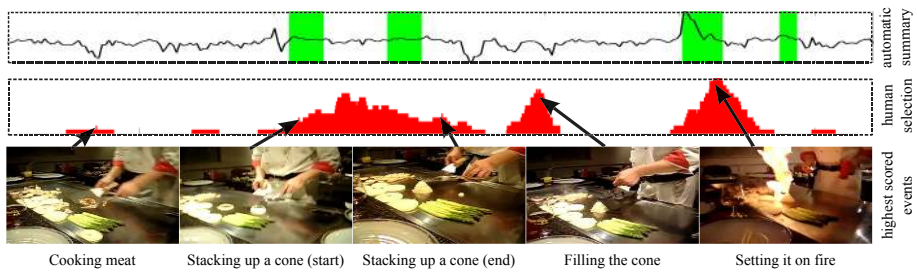 automatic
summary
human
selection
highest scored
events
Cooking meat
Stacking up a cone (start)
Stacking up a cone (end)
Filling the cone
Setting it on fire